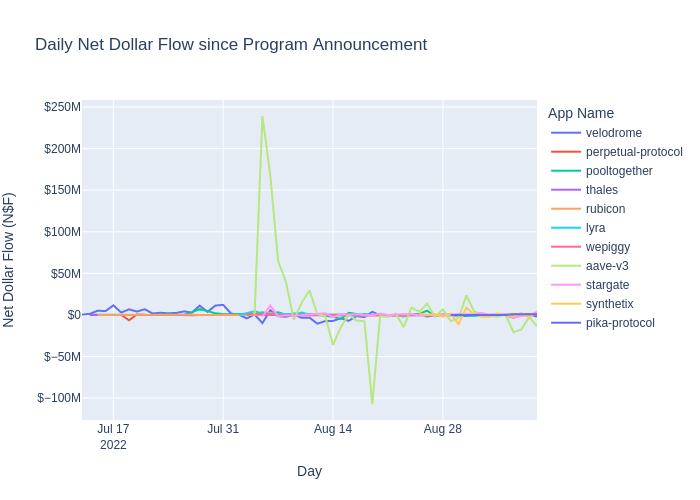 Daily Net Dollar Flow since Program Announcement
Net Dollar Flow (N$F)
$250M
$200M
$150M
$100M
$50M
$0
$−50M
$−100M
Jul 17
2022
Jul 31
Aug 14
Aug 28
Day
App Name
velodrome
perpetual-protocol
pooltogether
thales
rubicon
lyra
wepiggy
aave-v3
stargate
synthetix
pika-protocol